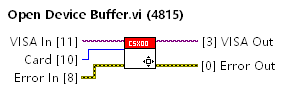 Open Device Buffer.vi (4815)
VISA In [11] CSXOO [3] VISA Out
Card [10]
Error In [8] [0] Error Out